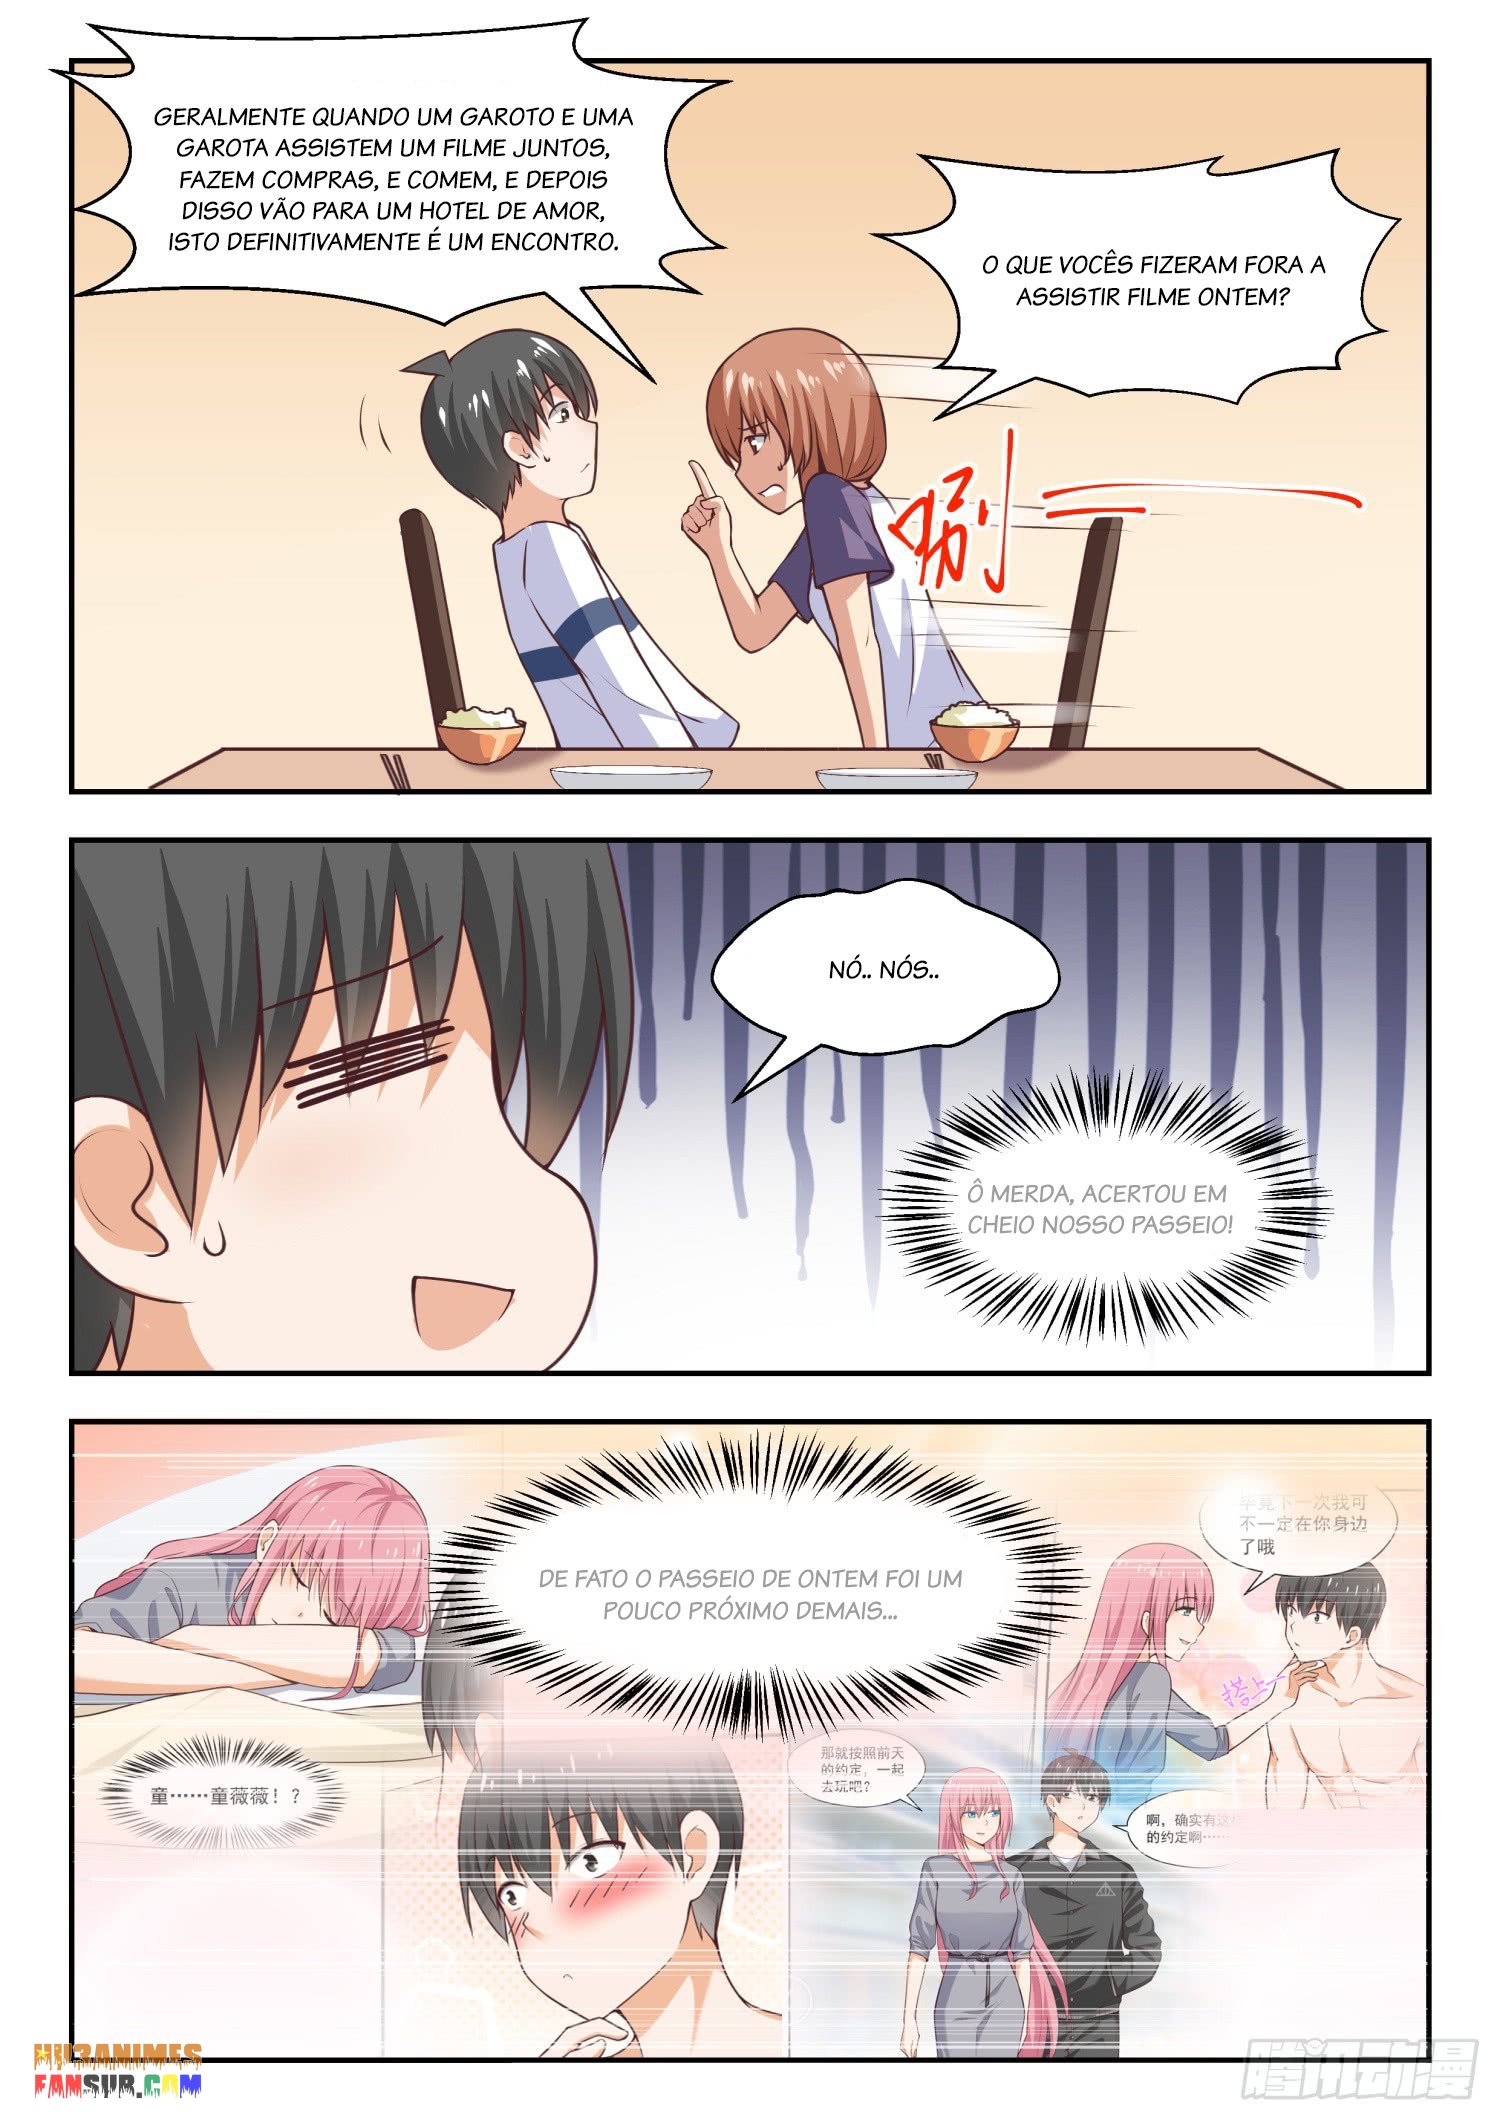 GERALMENTE QUANDO UM GAROTO E UMA
GAROTA ASSISTEM UM FILME JUNTOS,
FAZEM COMPRAS, E COMEM, E DEPOIS
DISSO VÃO PARA UM HOTEL DE AMOR,
ISTO DEFINITIVAMENTE É UM ENCONTRO.
O QUE VOCÊS FIZERAM FORA A
ASSISTIR FILME ONTEM?
唰
NÓ.. NÓS..
Ô MERDA, ACERTOU EM
CHEIO NOSSO PASSEIO!
DE FATO O PASSEIO DE ONTEM FOI UM
POUCO PRÓXIMO DEMAIS...
毕竟下一次我可
不一定在你身边
了哦
搭上
童……童薇薇！？
那就按照前天
的约定，一起
去玩吧？
啊，确实有这
的约定啊……
HU3ANIMES
FANSUB.COM
腾讯动漫